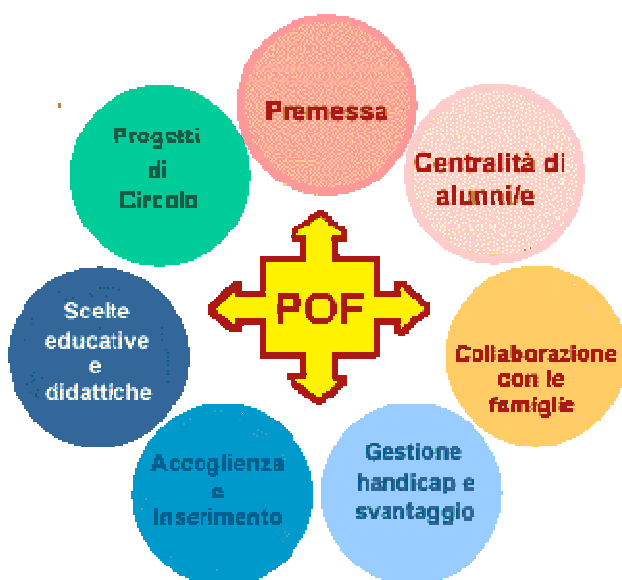 Premessa
Centralità di
alunni/e
Collaborazione
con le
famiglie
Gestione
handicap e
svantaggio
Accoglienza
e
Inserimento
Scelte
educative
e
didattiche
Progetti
di
Circolo
POF